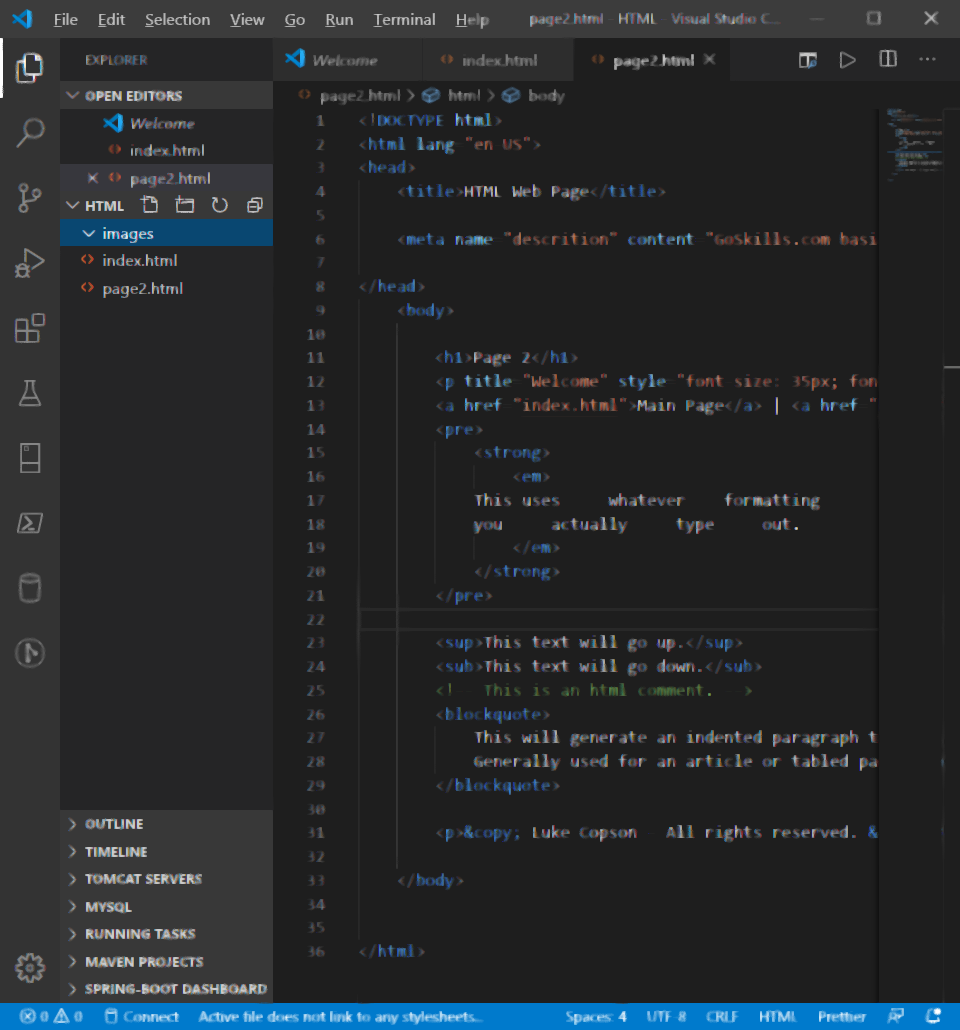 File Edit Selection View Go Run Terminal Help page2.html - HTML - Visual Studio C...
EXPLORER
OPEN EDITORS
Welcome
index.html
page2.html
HTML
images
index.html
page2.html
OUTLINE
TIMELINE
TOMCAT SERVERS
MYSQL
RUNNING TASKS
MAVEN PROJECTS
SPRING-BOOT DASHBOARD
Welcome index.html page2.html
page2.html > html > body
1 <!DOCTYPE html>
2 <html lang="en-US">
3 <head>
4 <title>HTML Web Page</title>
5
6 <meta name="descrition" content="GoSkills.com basi
7
8 </head>
9 <body>
10
11 <h1>Page 2</h1>
12 <p title="Welcome" style="font-size: 35px; fon
13 <a href="index.html">Main Page</a> | <a href="
14 <pre>
15 <strong>
16 <em>
17 This uses whatever formatting
18 you actually type out.
19 </em>
20 </strong>
21 </pre>
22
23 <sup>This text will go up.</sup>
24 <sub>This text will go down.</sub>
25 <!-- This is an html comment. -->
26 <blockquote>
27 This will generate an indented paragraph t
28 Generally used for an article or tabled pa
29 </blockquote>
30
31 <p>&copy; Luke Copson - All rights reserved. &
32
33 </body>
34
35
36 </html>
0 0 Connect Active file does not link to any stylesheets... Spaces: 4 UTF-8 CRLF HTML Prettier